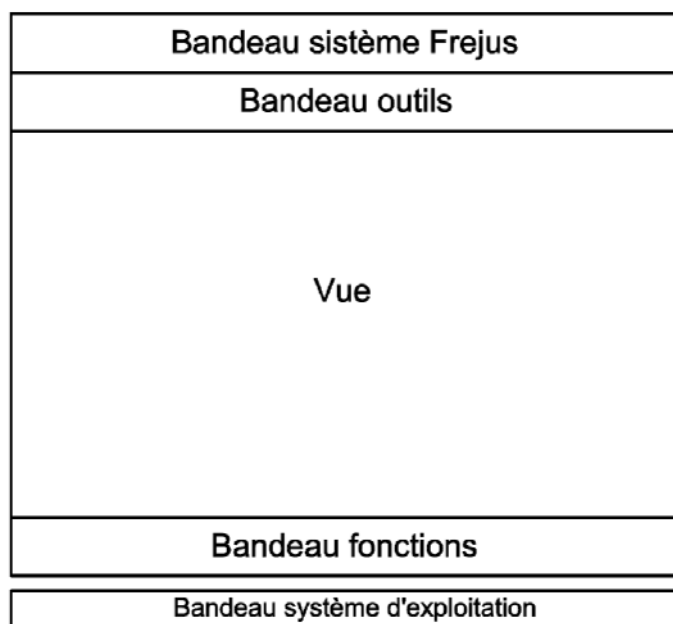 Bandeau sistème Frejus
Bandeau outils
Vue
Bandeau fonctions
Bandeau système d'exploitation